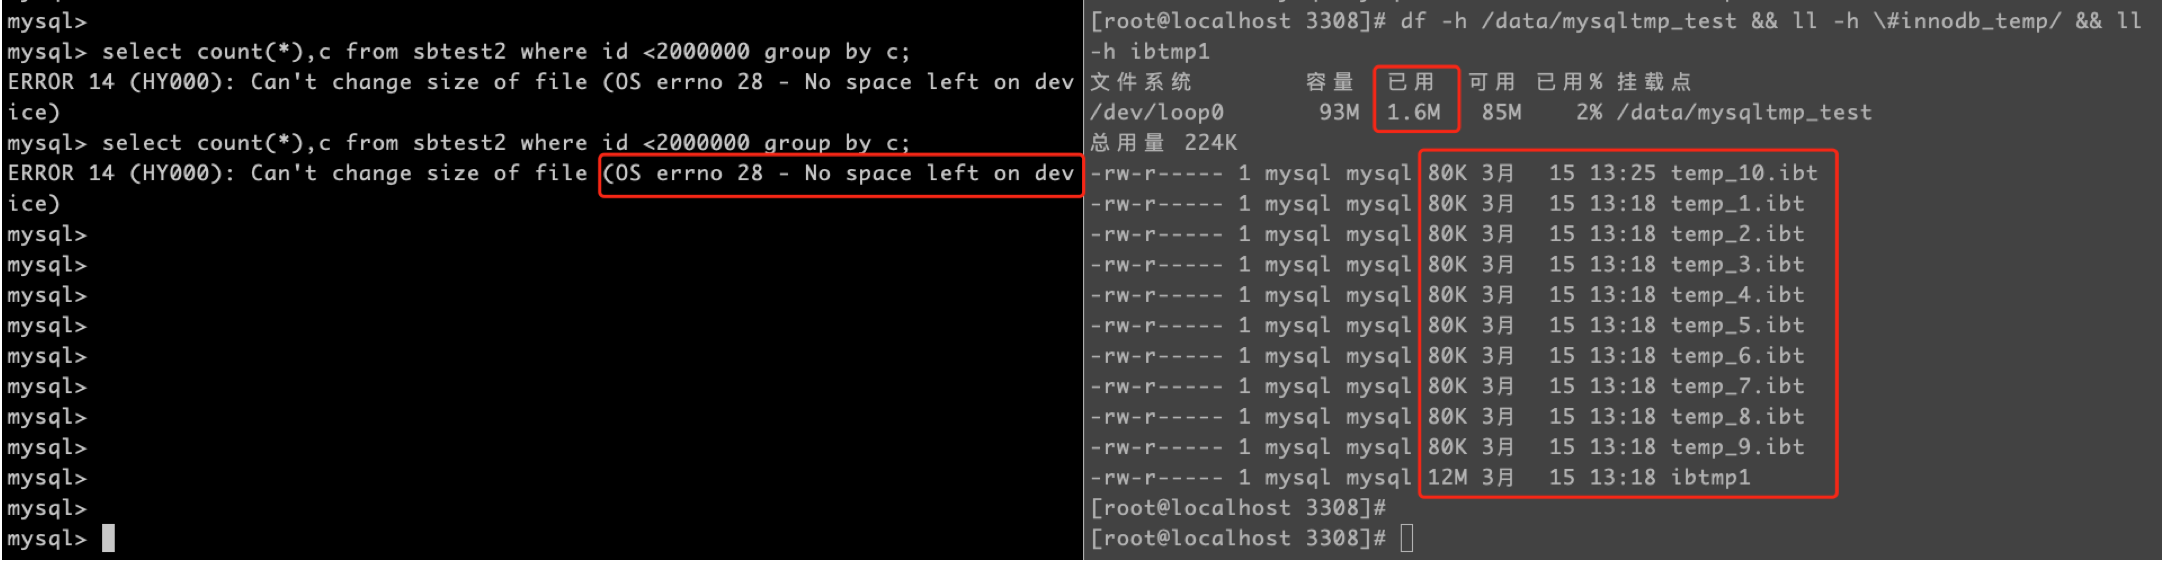 mysql>
mysql> select count(*),c from sbtest2 where id <2000000 group by c;
ERROR 14 (HY000): Can't change size of file (OS errno 28 - No space left on dev
ice)
mysql> select count(*),c from sbtest2 where id <2000000 group by c;
ERROR 14 (HY000): Can't change size of file (OS errno 28 - No space left on dev
ice)
mysql>
mysql>
mysql>
mysql>
mysql>
mysql>
mysql>
mysql>
mysql>
mysql>
mysql>
[root@localhost 3308]# df -h /data/mysqltmp_test && ll -h \#innodb_temp/ && ll
-h ibtmp1
文件系统 容量 已用 可用 已用% 挂载点
/dev/loop0 93M 1.6M 85M 2% /data/mysqltmp_test
总用量 224K
-rw-r----- 1 mysql mysql 80K 3月 15 13:25 temp_10.ibt
-rw-r----- 1 mysql mysql 80K 3月 15 13:18 temp_1.ibt
-rw-r----- 1 mysql mysql 80K 3月 15 13:18 temp_2.ibt
-rw-r----- 1 mysql mysql 80K 3月 15 13:18 temp_3.ibt
-rw-r----- 1 mysql mysql 80K 3月 15 13:18 temp_4.ibt
-rw-r----- 1 mysql mysql 80K 3月 15 13:18 temp_5.ibt
-rw-r----- 1 mysql mysql 80K 3月 15 13:18 temp_6.ibt
-rw-r----- 1 mysql mysql 80K 3月 15 13:18 temp_7.ibt
-rw-r----- 1 mysql mysql 80K 3月 15 13:18 temp_8.ibt
-rw-r----- 1 mysql mysql 80K 3月 15 13:18 temp_9.ibt
-rw-r----- 1 mysql mysql 12M 3月 15 13:18 ibtmp1
[root@localhost 3308]#
[root@localhost 3308]#